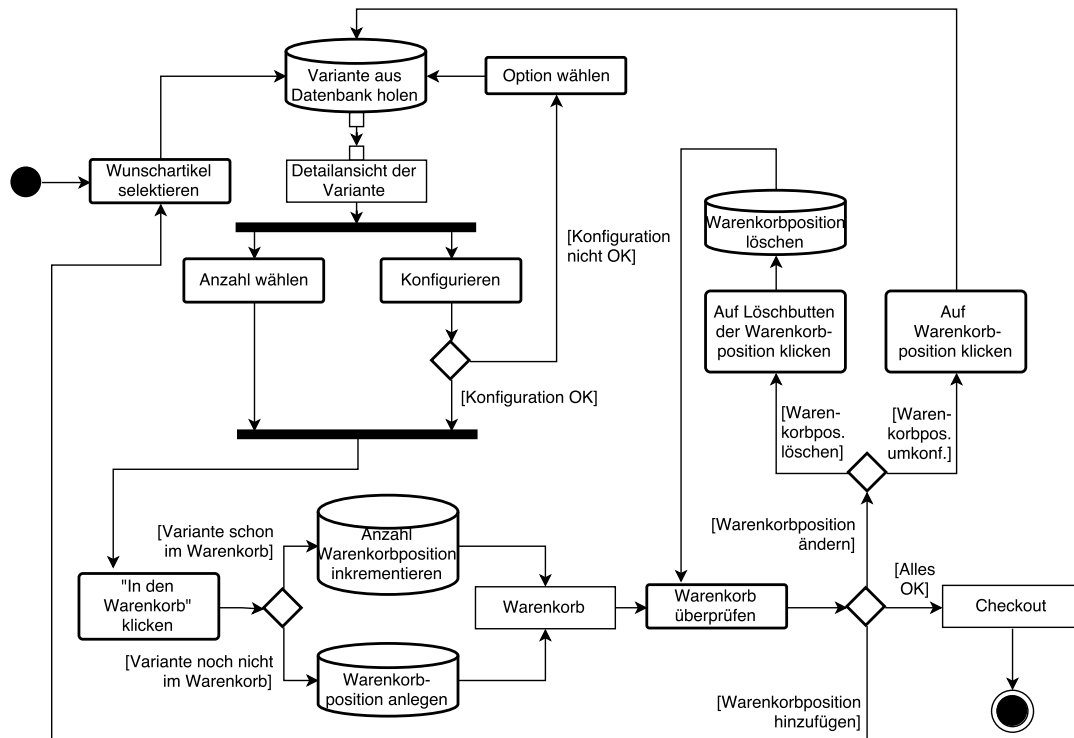 Variante aus
Datenbank holen
Option wählen
Wunschartikel
selektieren
Detailansicht der
Variante
Warenkorbposition
löschen
[Konfiguration
nicht OK]
Anzahl wählen
Konfigurieren
Auf Löschbutten
der Warenkorb-
position klicken
Auf
Warenkorb-
position klicken
[Konfiguration OK]
[Waren-
korbpos.
löschen]
[Waren-
korbpos.
umkonf.]
[Variante schon
im Warenkorb]
Anzahl
Warenkorbposition
inkrementieren
[Warenkorbposition
ändern]
"In den
Warenkorb"
klicken
Warenkorb
Warenkorb
überprüfen
[Alles
OK]
Checkout
[Variante noch nicht
im Warenkorb]
Warenkorb-
position anlegen
[Warenkorbposition
hinzufügen]